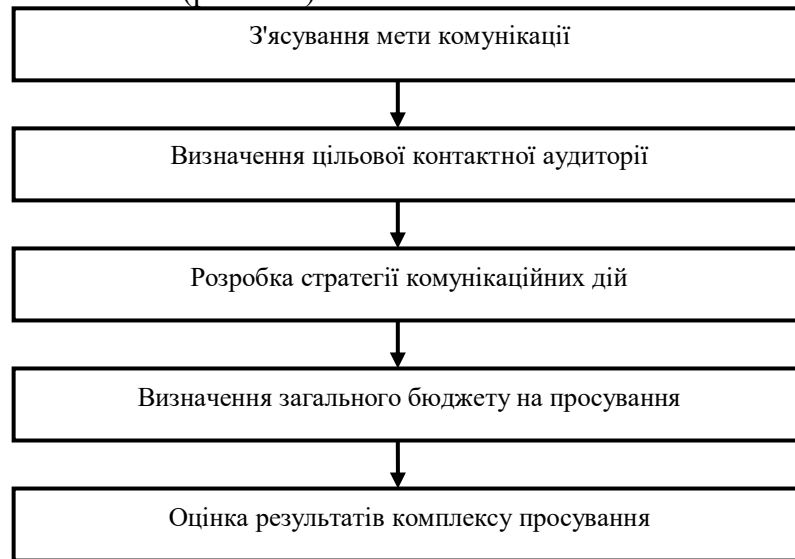 З'ясування мети комунікації
Визначення цільової контактної аудиторії
Розробка стратегії комунікаційних дій
Визначення загального бюджету на просування
Оцінка результатів комплексу просування